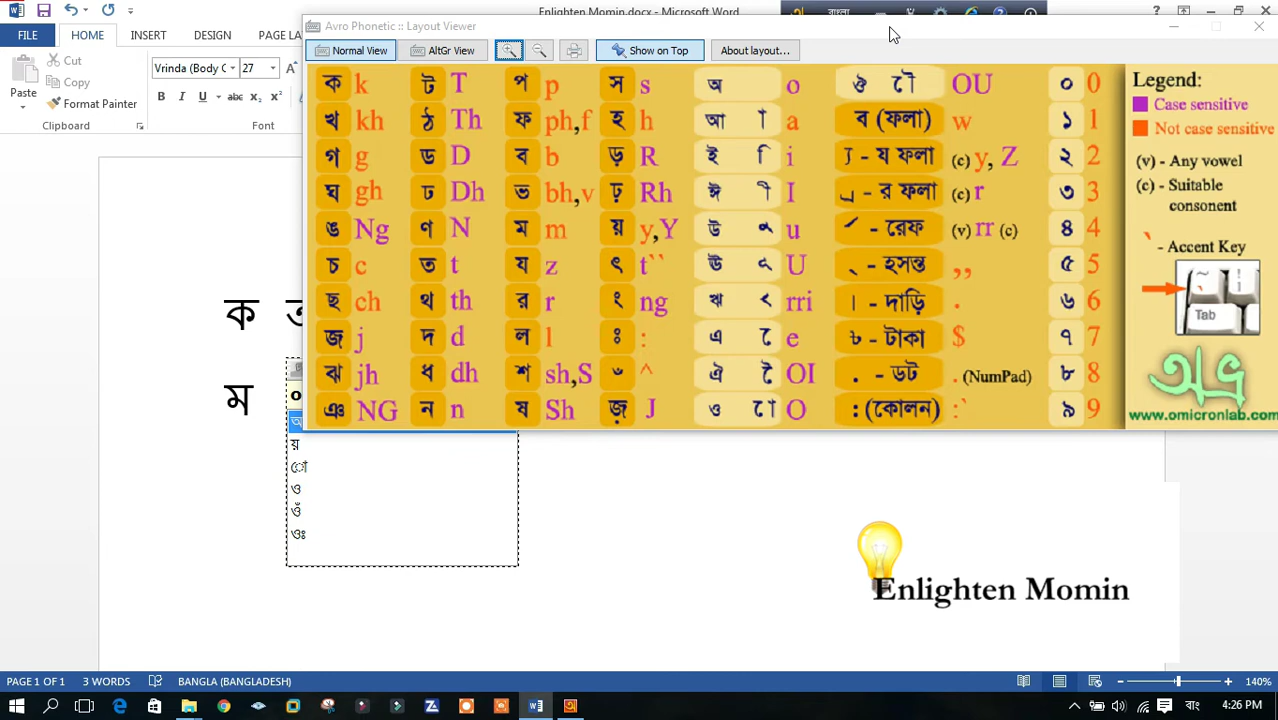 Enlighten Momin.docx - Microsoft Word
বাংলা
FILE HOME INSERT DESIGN PAGE LA
Paste
Cut
Copy
Format Painter
Clipboard
Vrinda (Body C 27
B I U abc x₂ x²
Font
Avro Phonetic :: Layout Viewer
Normal View AltGr View Show on Top About layout...
ক k ট T প p স s অ o ঔ ৌ OU ০ 0
খ kh ঠ Th ফ ph,f হ h আ া a ব (ফলা) w ১ 1
গ g ড D ব b ড় R ই ি i ্য - য ফলা (c) y, Z ২ 2
ঘ gh ঢ Dh ভ bh,v ঢ় Rh ঈ ী I ্র - র ফলা (c) r ৩ 3
ঙ Ng ণ N ম m য় y,Y উ ু u র্ - রেফ (v) rr (c) ৪ 4
চ c ত t য z ৎ t`` ঊ ূ U ্ - হসন্ত ,, ৫ 5
ছ ch থ th র r ং ng ঋ ৃ rri । - দাড়ি . ৬ 6
জ j দ d ল l ঃ : এ ে e ৳ - টাকা $ ৭ 7
ঝ jh ধ dh শ sh,S ঁ ^ ঐ ৈ OI . - ডট . (NumPad) ৮ 8
ঞ NG ন n ষ Sh জ় J ও ো O : (কোলন) :` ৯ 9
Legend:
Case sensitive
Not case sensitive
(v) - Any vowel
(c) - Suitable
consonent
` - Accent Key
Tab
অভ্র
www.omicronlab.com
ক
ম
o
য়
ো
ও
ওঁ
ওঃ
Enlighten Momin
PAGE 1 OF 1 3 WORDS BANGLA (BANGLADESH) 140%
বাং 4:26 PM